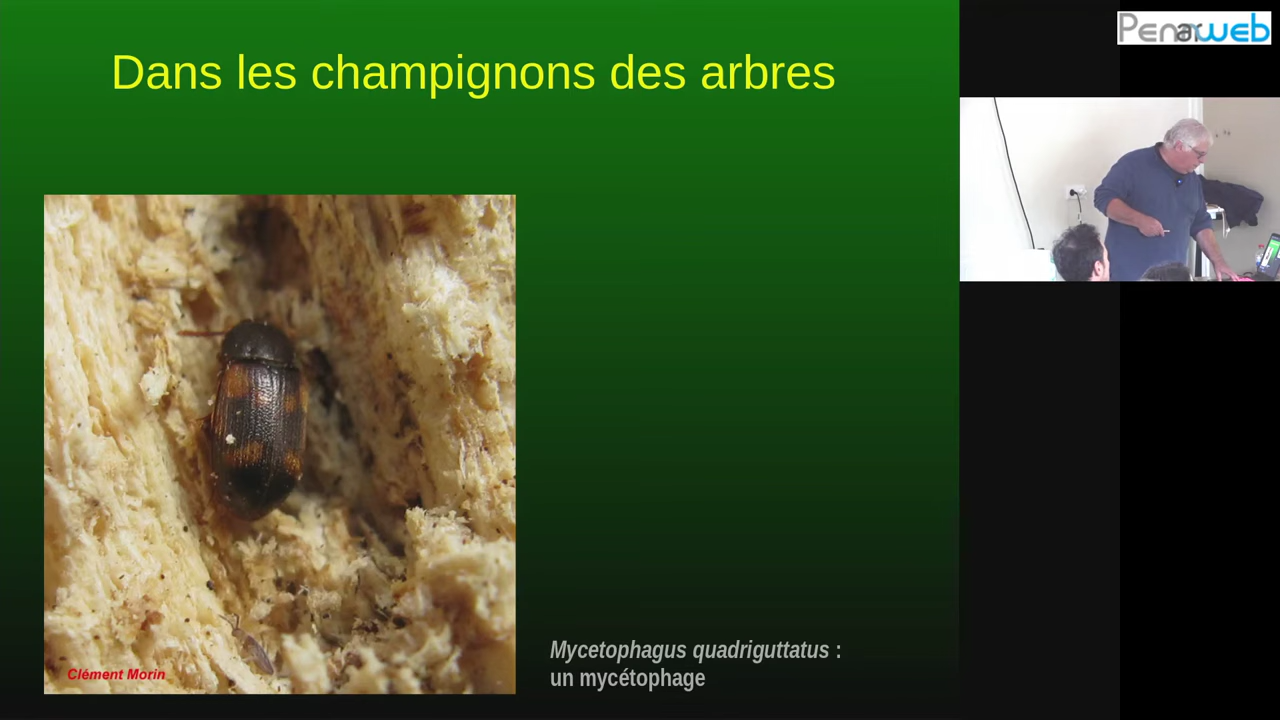 Dans les champignons des arbres
Penarweb
Clément Morin
Mycetophagus quadriguttatus :
un mycétophage